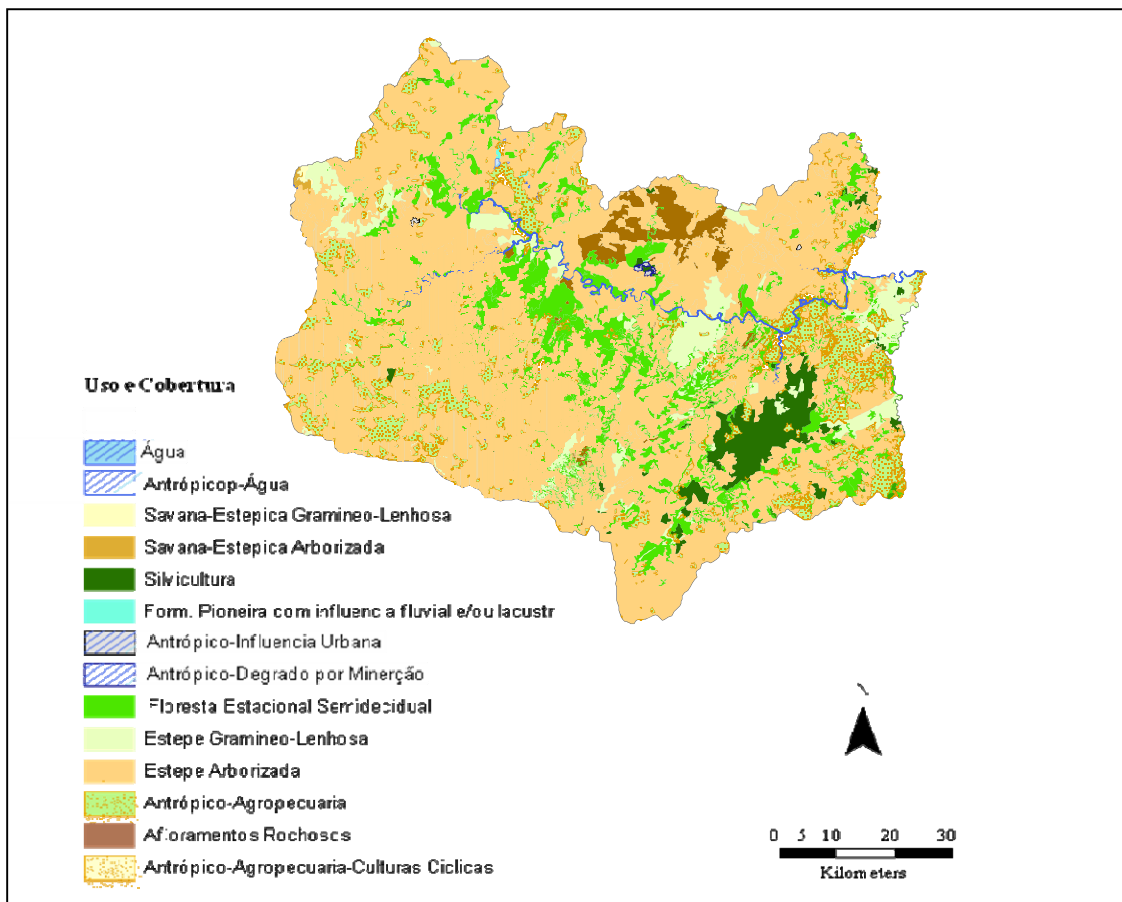 Uso e Cobertura
Água
Antrópicop-Água
Savana-Estepica Gramineo-Lenhosa
Savana-Estepica Arborizada
Silvicultura
Form. Pioneira com influencia fluvial e/ou lacustr
Antrópico-Influencia Urbana
Antrópico-Degrado por Minerção
Floresta Estacional Semidecidual
Estepe Gramineo-Lenhosa
Estepe Arborizada
Antrópico-Agropecuaria
Afloramentos Rochosos
Antrópico-Agropecuaria-Culturas Ciclicas
0 5 10 20 30
Kilometers